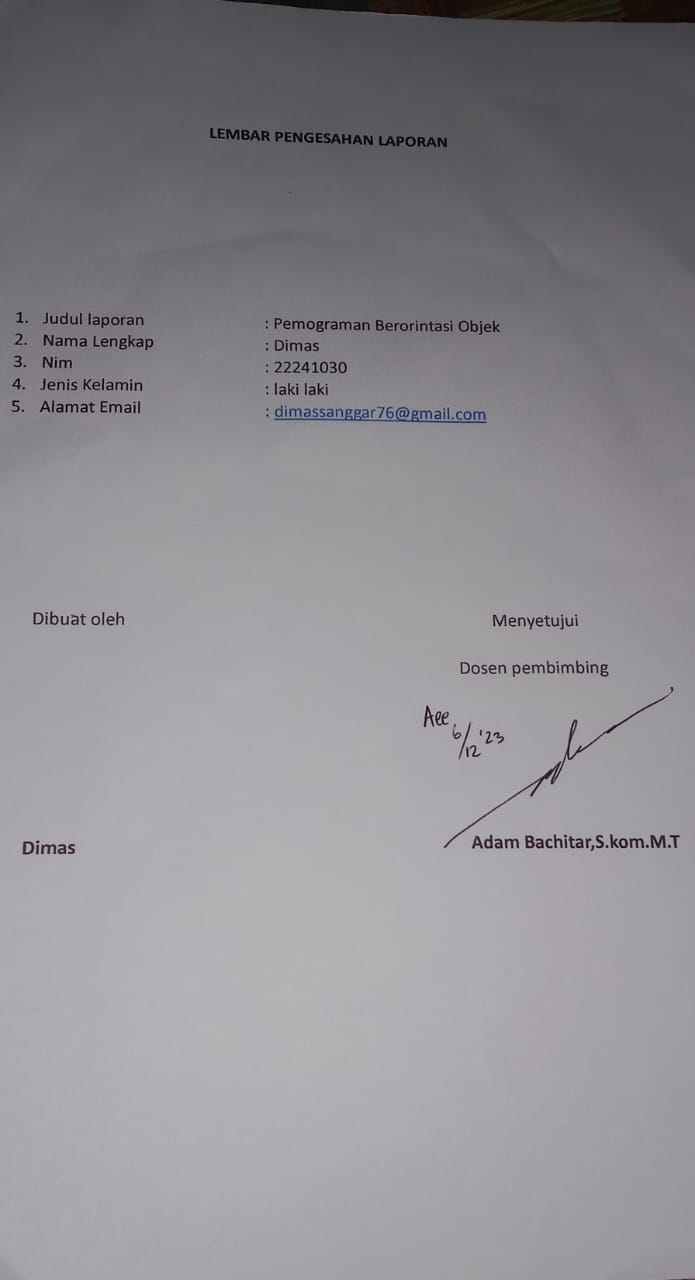 LEMBAR PENGESAHAN LAPORAN
1. Judul laporan : Pemograman Berorintasi Objek
2. Nama Lengkap : Dimas
3. Nim : 22241030
4. Jenis Kelamin : laki laki
5. Alamat Email : dimassanggar76@gmail.com
Dibuat oleh
Menyetujui
Dosen pembimbing
Acc
6/12 '23
Dimas
Adam Bachitar,S.kom.M.T